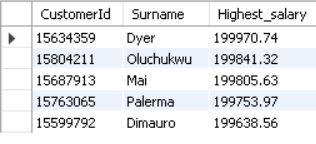 CustomerId Surname Highest_salary
15634359 Dyer 199970.74
15804211 Oluchukwu 199841.32
15687913 Mai 199805.63
15763065 Palerma 199753.97
15599792 Dimauro 199638.56